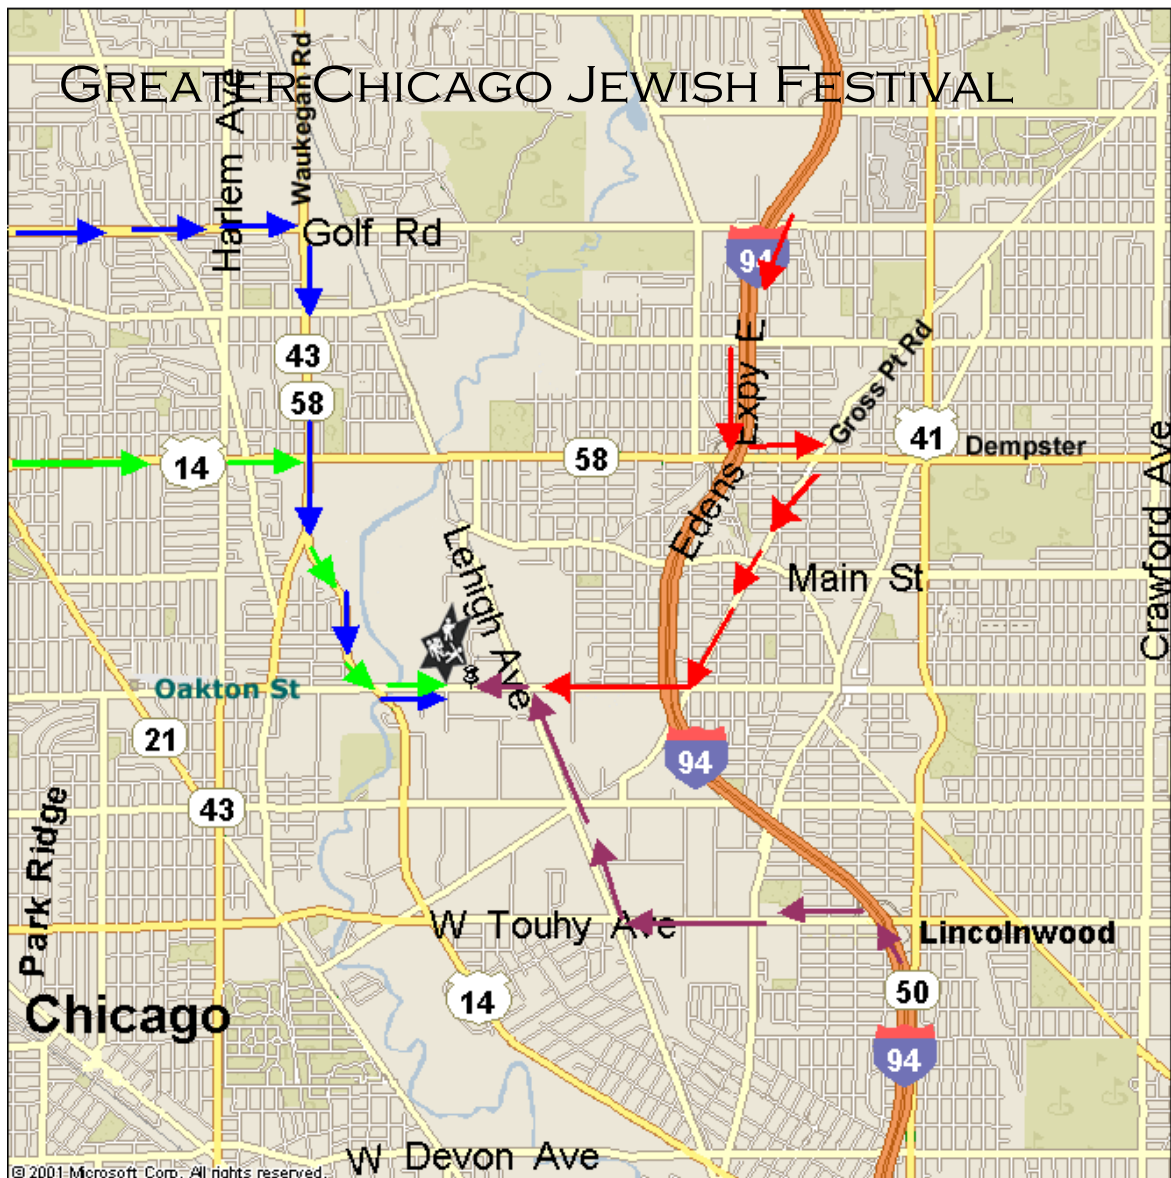 GREATER CHICAGO JEWISH FESTIVAL
Harlem Ave
Waukegan Rd
Golf Rd
94
43
58
Edens Expy E
Gross Pt Rd
14
58
41
Dempster
Crawford Ave
Lehigh Ave
Main St
Oakton St
21
94
43
Park Ridge
W Touhy Ave
Lincolnwood
14
50
Chicago
94
W Devon Ave
© 2001 Microsoft Corp. All rights reserved.